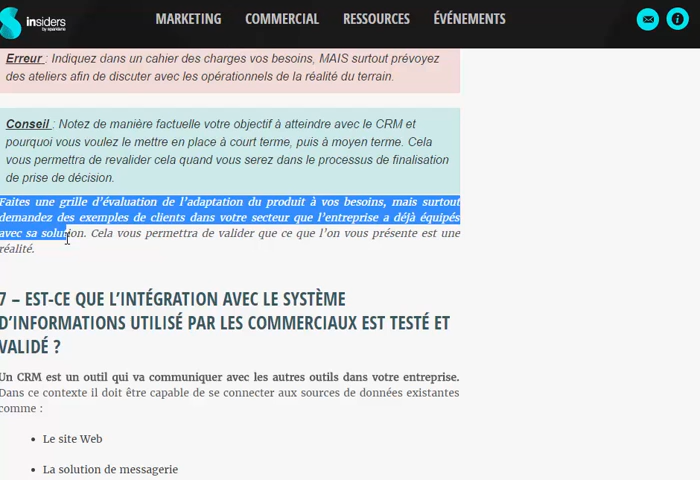 insiders
by sparklane
MARKETING COMMERCIAL RESSOURCES ÉVÉNEMENTS
Erreur : Indiquez dans un cahier des charges vos besoins, MAIS surtout prévoyez
des ateliers afin de discuter avec les opérationnels de la réalité du terrain.
Conseil : Notez de manière factuelle votre objectif à atteindre avec le CRM et
pourquoi vous voulez le mettre en place à court terme, puis à moyen terme. Cela
vous permettra de revalider cela quand vous serez dans le processus de finalisation
de prise de décision.
Faites une grille d’évaluation de l’adaptation du produit à vos besoins, mais surtout
demandez des exemples de clients dans votre secteur que l’entreprise a déjà équipés
avec sa solution. Cela vous permettra de valider que ce que l’on vous présente est une
réalité.
7 – EST-CE QUE L’INTÉGRATION AVEC LE SYSTÈME
D’INFORMATIONS UTILISÉ PAR LES COMMERCIAUX EST TESTÉ ET
VALIDÉ ?
Un CRM est un outil qui va communiquer avec les autres outils dans votre entreprise.
Dans ce contexte il doit être capable de se connecter aux sources de données existantes
comme :
• Le site Web
• La solution de messagerie